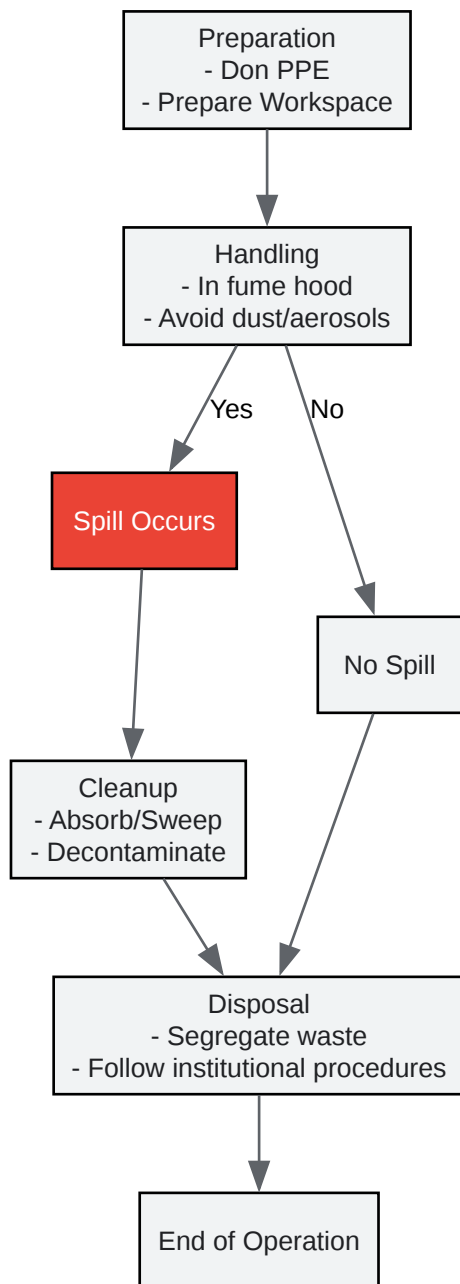 Preparation
- Don PPE
- Prepare Workspace
Handling
- In fume hood
- Avoid dust/aerosols
Yes
No
Spill Occurs
No Spill
Cleanup
- Absorb/Sweep
- Decontaminate
Disposal
- Segregate waste
- Follow institutional procedures
End of Operation